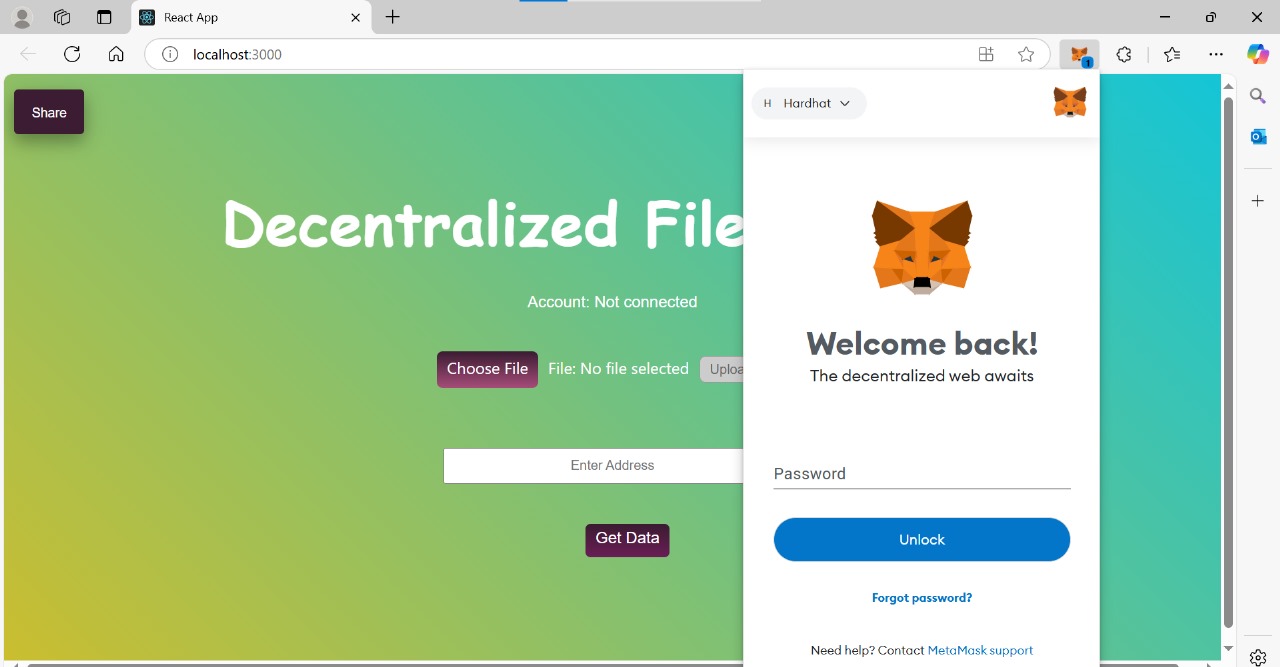 React App
localhost:3000
1
Share
H Hardhat
Decentralized File
Account: Not connected
Choose File File: No file selected Uploa
Enter Address
Get Data
Welcome back!
The decentralized web awaits
Password
Unlock
Forgot password?
Need help? Contact MetaMask support